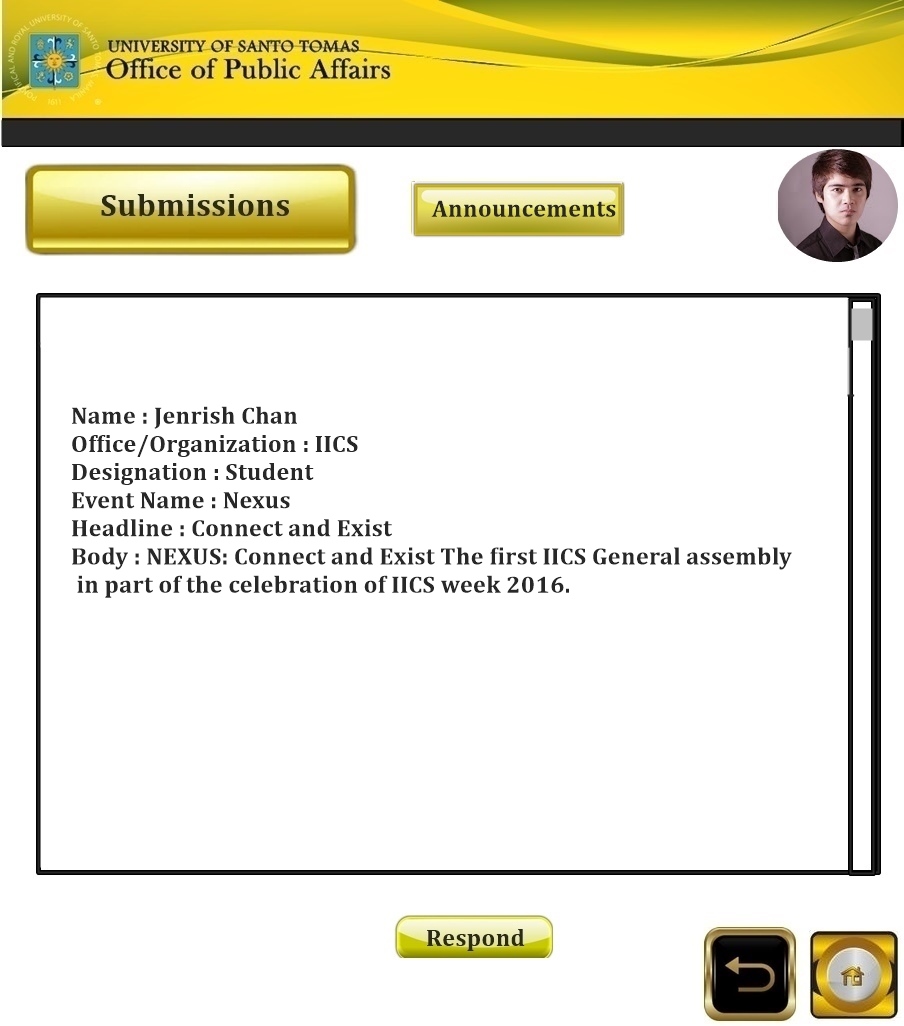 UNIVERSITY OF SANTO TOMAS
Office of Public Affairs
Submissions
Announcements
Name : Jenrish Chan
Office/Organization : IICS
Designation : Student
Event Name : Nexus
Headline : Connect and Exist
Body : NEXUS: Connect and Exist The first IICS General assembly
in part of the celebration of IICS week 2016.
Respond